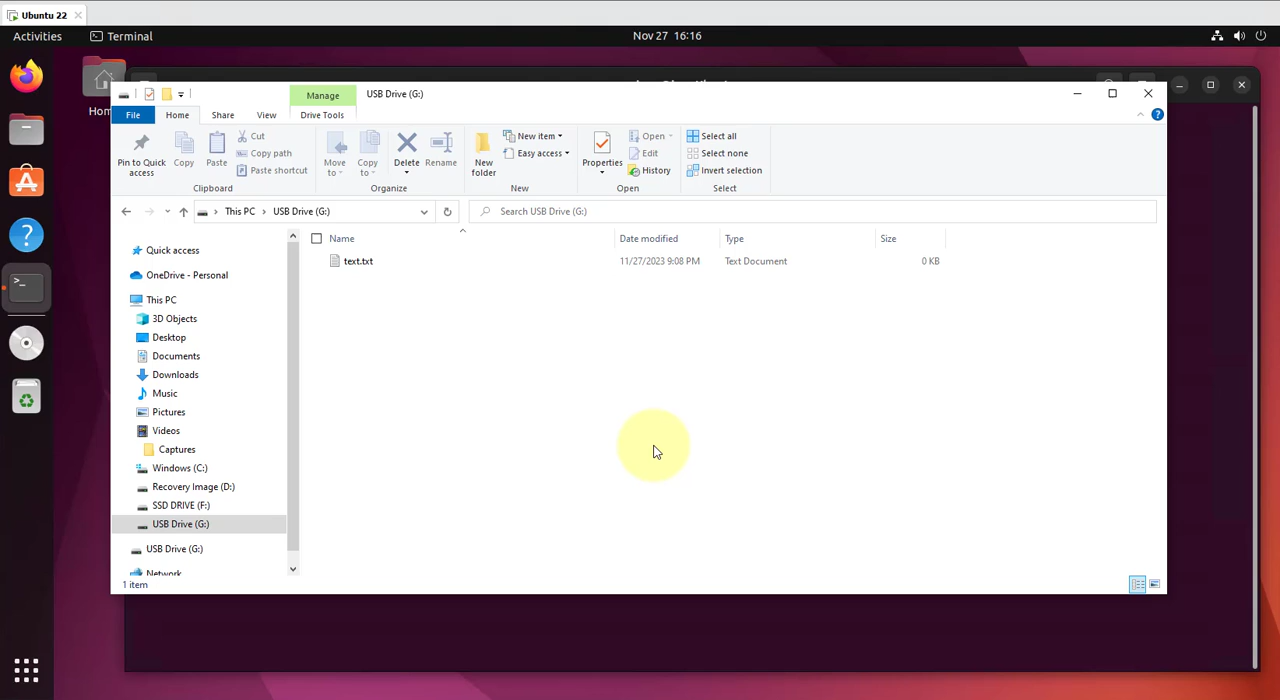 Ubuntu 22
Activities
Terminal
Nov 27 16:16
Hom
Manage
USB Drive (G:)
File
Home
Share
View
Drive Tools
Pin to Quick access
Copy
Paste
Cut
Copy path
Paste shortcut
Clipboard
Move to
Copy to
Delete
Rename
Organize
New folder
New item
Easy access
New
Properties
Open
Edit
History
Open
Select all
Select none
Invert selection
Select
This PC
USB Drive (G:)
Search USB Drive (G:)
Name
Date modified
Type
Size
text.txt
11/27/2023 9:08 PM
Text Document
0 KB
Quick access
OneDrive - Personal
This PC
3D Objects
Desktop
Documents
Downloads
Music
Pictures
Videos
Captures
Windows (C:)
Recovery Image (D:)
SSD DRIVE (F:)
USB Drive (G:)
USB Drive (G:)
Network
1 item